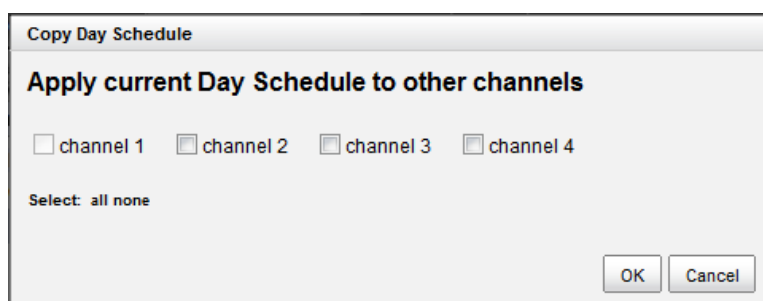 Copy Day Schedule
Apply current Day Schedule to other channels
channel 1 channel 2 channel 3 channel 4
Select: all none
OK Cancel